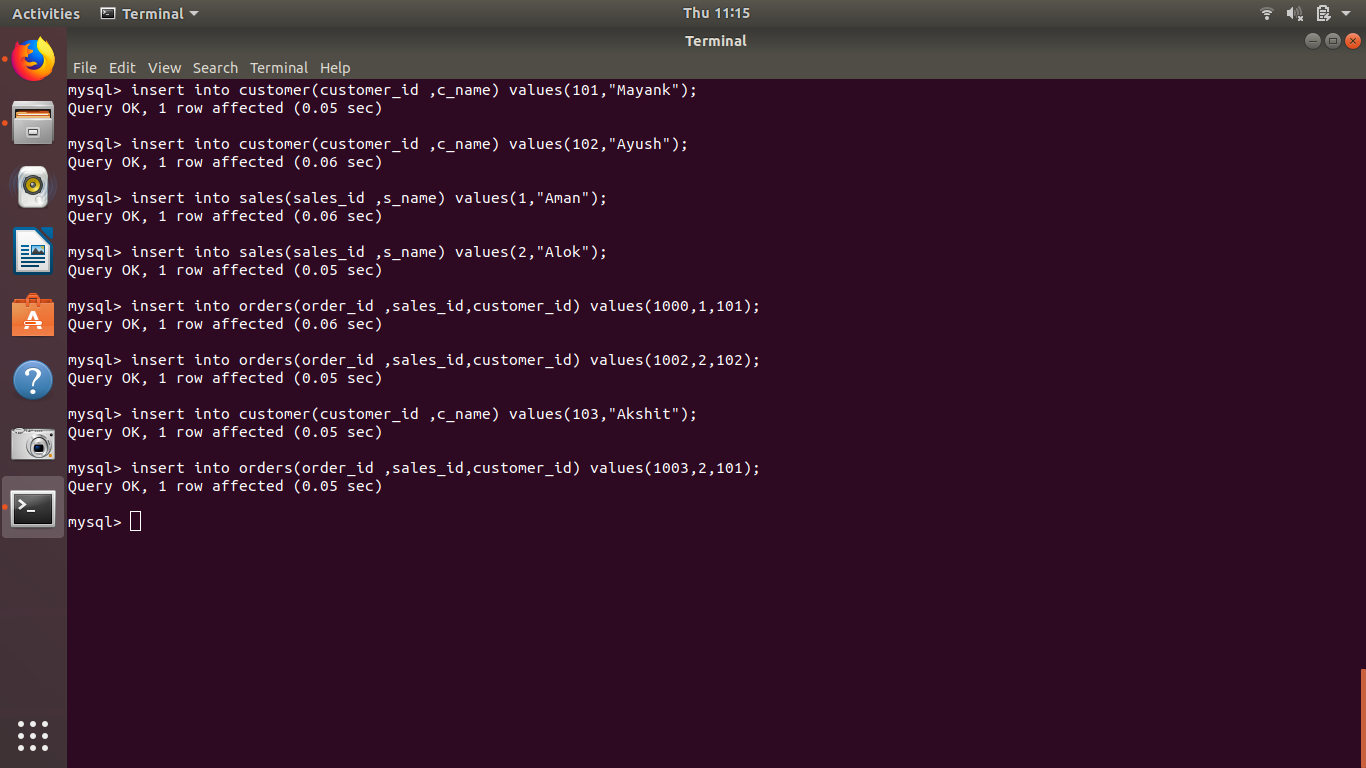 Activities Terminal Thu 11:15
Terminal
File Edit View Search Terminal Help
mysql> insert into customer(customer_id ,c_name) values(101,"Mayank");
Query OK, 1 row affected (0.05 sec)
mysql> insert into customer(customer_id ,c_name) values(102,"Ayush");
Query OK, 1 row affected (0.06 sec)
mysql> insert into sales(sales_id ,s_name) values(1,"Aman");
Query OK, 1 row affected (0.06 sec)
mysql> insert into sales(sales_id ,s_name) values(2,"Alok");
Query OK, 1 row affected (0.05 sec)
mysql> insert into orders(order_id ,sales_id,customer_id) values(1000,1,101);
Query OK, 1 row affected (0.06 sec)
mysql> insert into orders(order_id ,sales_id,customer_id) values(1002,2,102);
Query OK, 1 row affected (0.05 sec)
mysql> insert into customer(customer_id ,c_name) values(103,"Akshit");
Query OK, 1 row affected (0.05 sec)
mysql> insert into orders(order_id ,sales_id,customer_id) values(1003,2,101);
Query OK, 1 row affected (0.05 sec)
mysql>